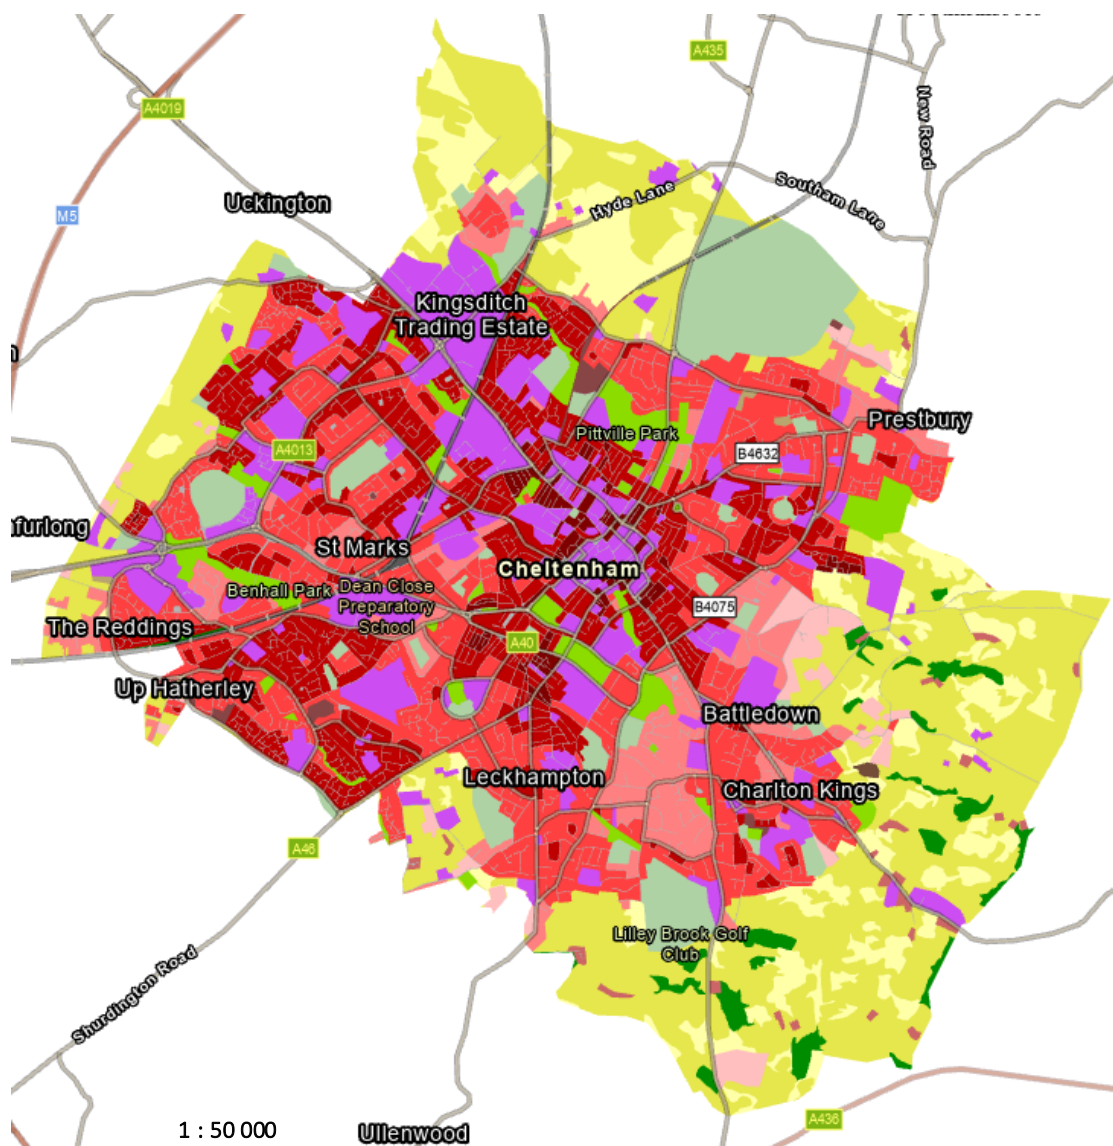 A435
A4019
New Road
Southam Lane
Hyde Lane
Uckington
M5
Kingsditch
Trading Estate
Prestbury
Pittville Park
A4013
B4632
furlong
St Marks
Cheltenham
Benhall Park
Dean Close
Preparatory
School
B4075
The Reddings
A40
Up Hatherley
Battledown
Leckhampton
Charlton Kings
A46
Lilley Brook Golf
Club
Shurdington Road
1 : 50 000
Ullenwood
A436